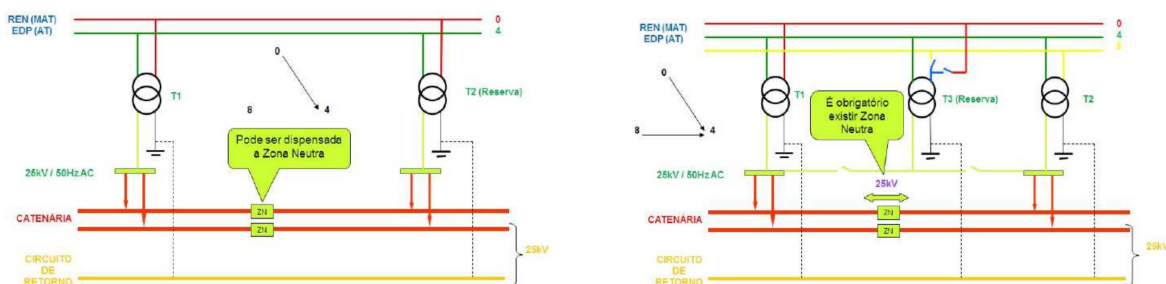 REN (MAT)
EDP (AT)
0
4
T1
T2 (Reserva)
0
8
4
Pode ser dispensada
a Zona Neutra
25kV / 50Hz AC
CATENÁRIA
ZN
ZN
25kV
CIRCUITO
DE
RETORNO
REN (MAT)
EDP (AT)
0
4
8
T1
T3 (Reserva)
T2
0
8
4
É obrigatório
existir Zona
Neutra
25kV / 50Hz AC
25kV
CATENÁRIA
ZN
ZN
25kV
CIRCUITO
DE
RETORNO